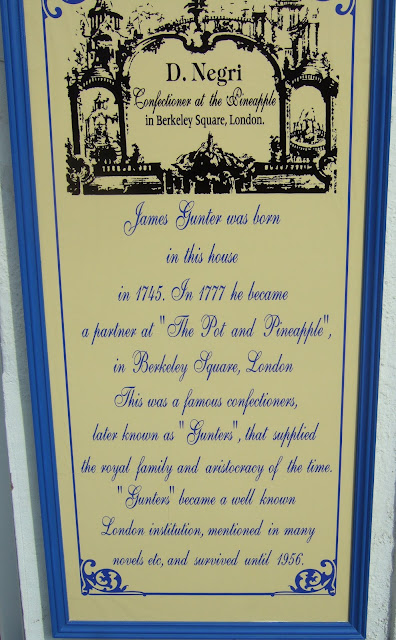 D. Negri
Confectioner at the Pineapple
in Berkeley Square, London.
James Gunter was born
in this house
in 1745. In 1777 he became
a partner at "The Pot and Pineapple",
in Berkeley Square, London
This was a famous confectioners,
later known as "Gunters", that supplied
the royal family and aristocracy of the time.
"Gunters" became a well known
London institution, mentioned in many
novels etc, and survived until 1956.